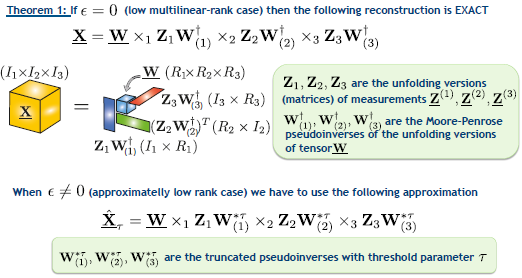 Theorem 1: If ϵ = 0 (low multilinear-rank case) then the following reconstruction is EXACT
X = W ×₁ Z₁W†₍₁₎ ×₂ Z₂W†₍₂₎ ×₃ Z₃W†₍₃₎
(I₁×I₂×I₃)
W (R₁×R₂×R₃)
X
=
Z₃W†₍₃₎ (I₃ × R₃)
(Z₂W†₍₂₎)ᵀ (R₂ × I₂)
Z₁W†₍₁₎ (I₁ × R₁)
Z₁, Z₂, Z₃ are the unfolding versions
(matrices) of measurements Z⁽¹⁾, Z⁽²⁾, Z⁽³⁾
W†₍₁₎, W†₍₂₎, W†₍₃₎ are the Moore-Penrose
pseudoinverses of the unfolding versions
of tensor W
When ϵ ≠ 0 (approximatelly low rank case) we have to use the following approximation
X̂_τ = W ×₁ Z₁W*τ₍₁₎ ×₂ Z₂W*τ₍₂₎ ×₃ Z₃W*τ₍₃₎
W*τ₍₁₎, W*τ₍₂₎, W*τ₍₃₎ are the truncated pseudoinverses with threshold parameter τ